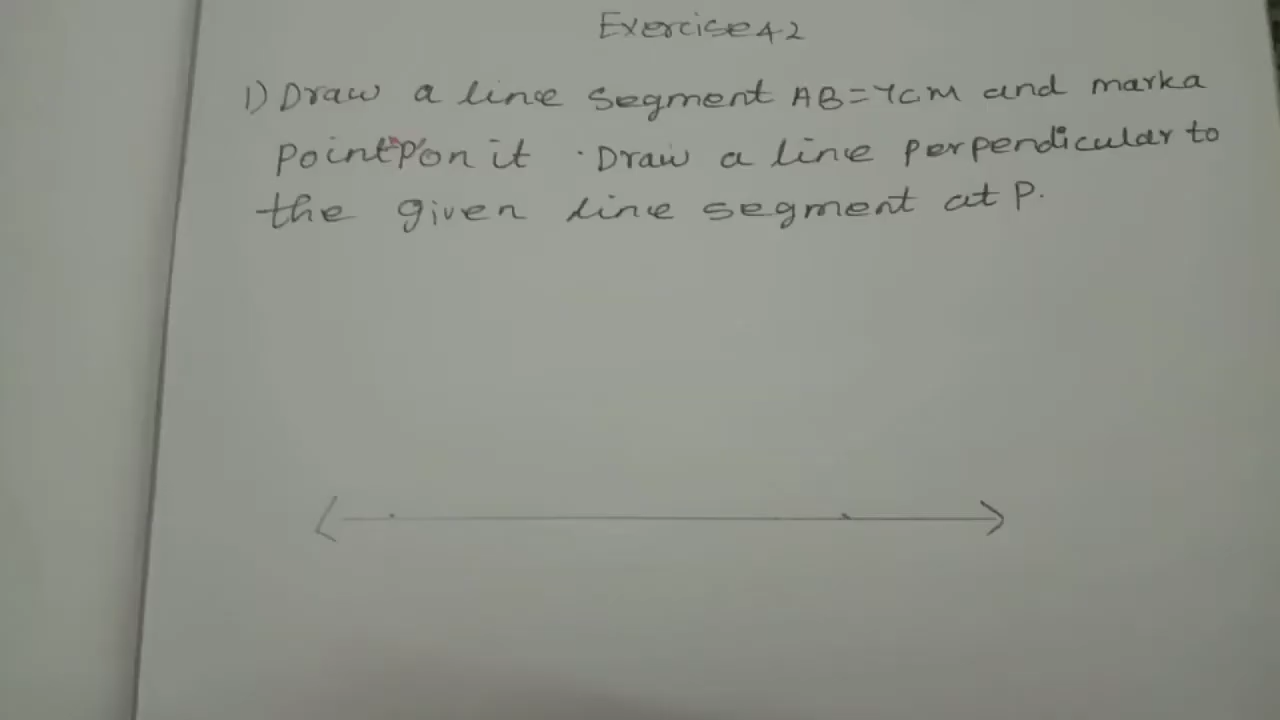 Exercise 4.2
1) Draw a line segment AB=7cm and mark a
point 'P' on it . Draw a line perpendicular to
the given line segment at P.